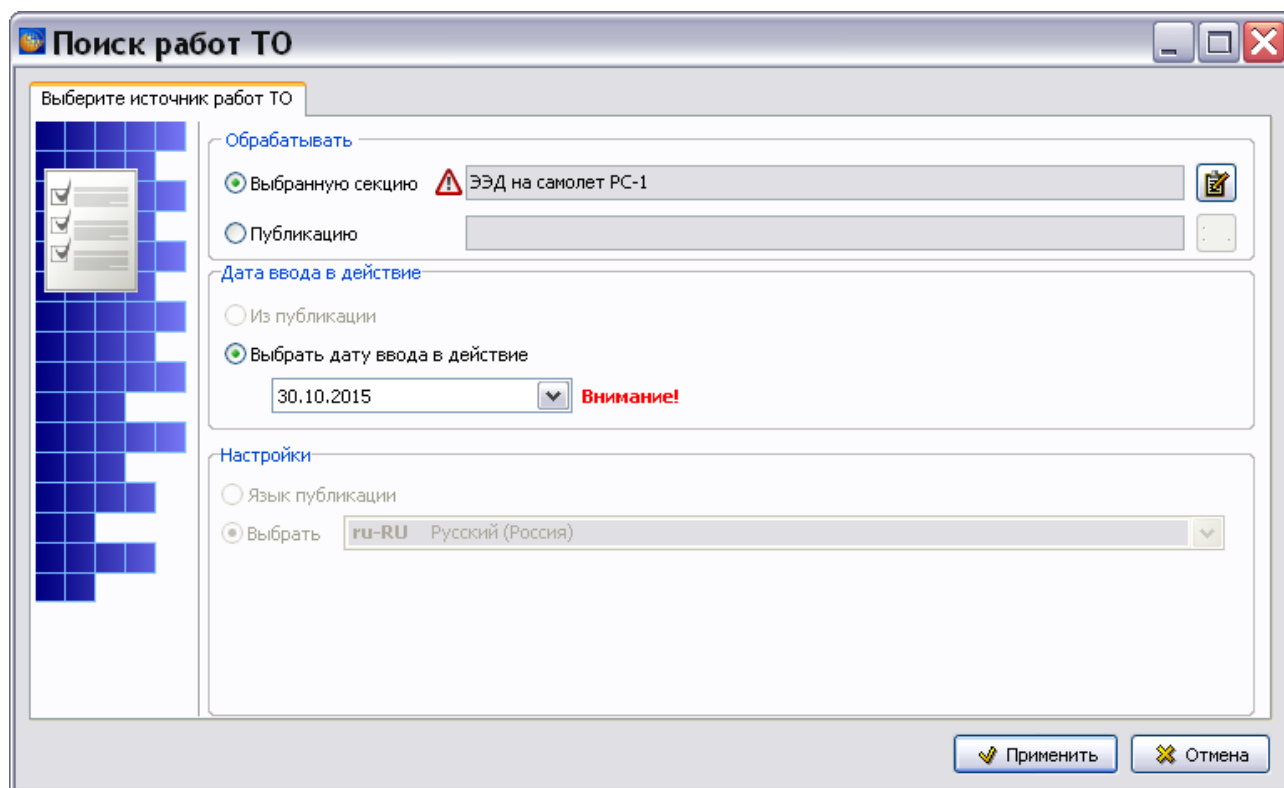 Поиск работ ТО
Выберите источник работ ТО
Обрабатывать
Выбранную секцию ЭЭД на самолет РС-1
Публикацию
Дата ввода в действие
Из публикации
Выбрать дату ввода в действие
30.10.2015 Внимание!
Настройки
Язык публикации
Выбрать ru-RU Русский (Россия)
Применить Отмена